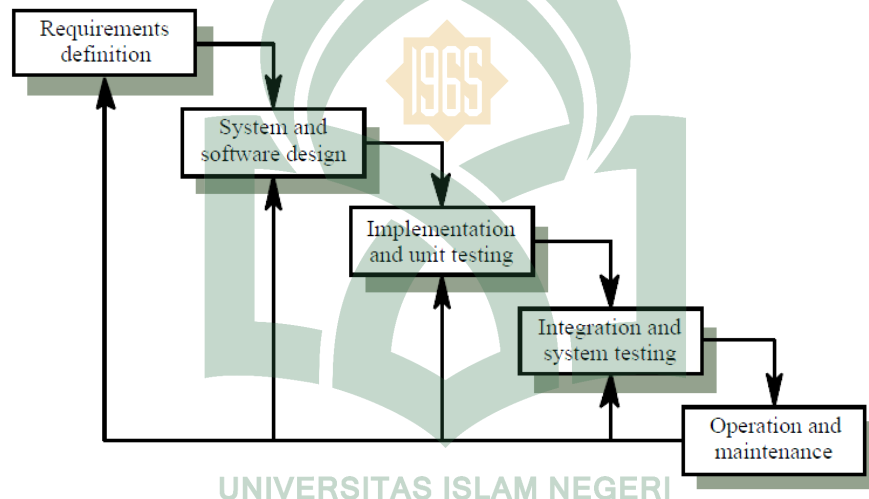 Requirements
definition
1965
System and
software design
Implementation
and unit testing
Integration and
system testing
Operation and
maintenance
UNIVERSITAS ISLAM NEGERI